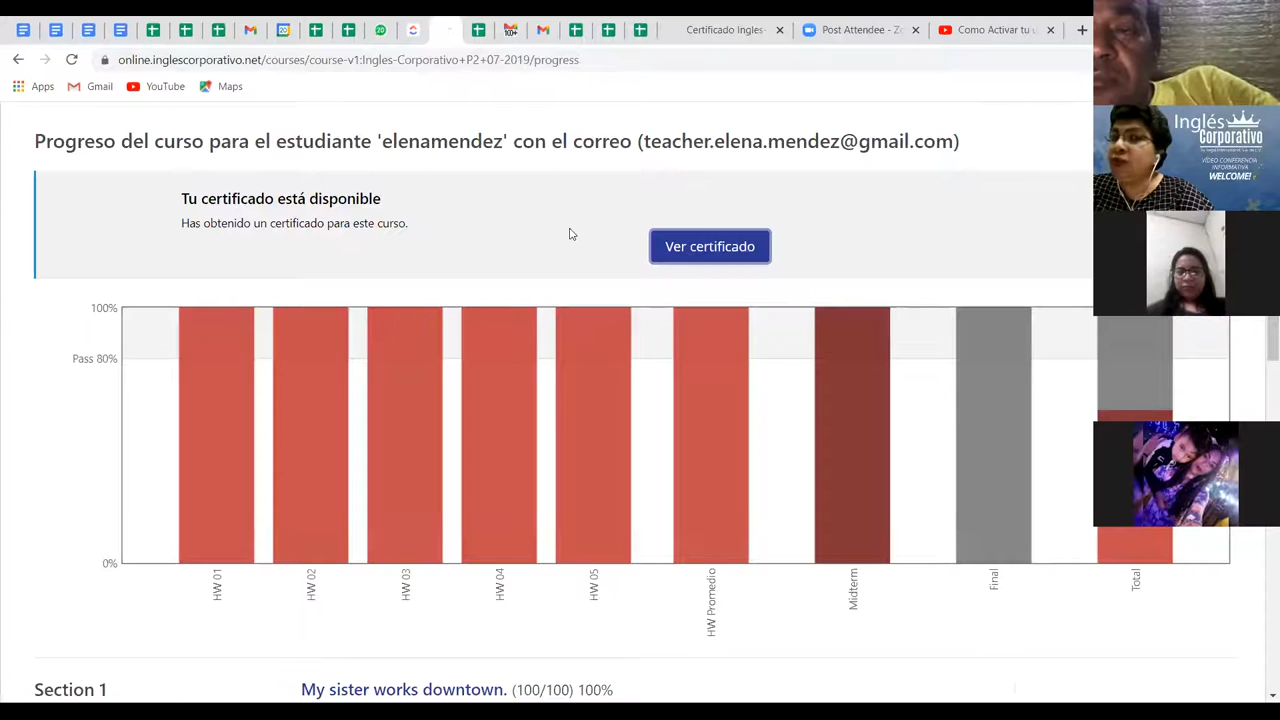 Certificado Ingles
Post Attendee - Zo
Como Activar tu u
online.inglescorporativo.net/courses/course-v1:Ingles-Corporativo+P2+07-2019/progress
Apps
Gmail
YouTube
Maps
Progreso del curso para el estudiante 'elenamendez' con el correo (teacher.elena.mendez@gmail.com)
Tu certificado está disponible
Has obtenido un certificado para este curso.
Ver certificado
100%
Pass 80%
0%
HW 01
HW 02
HW 03
HW 04
HW 05
HW Promedio
Midterm
Final
Total
Section 1
My sister works downtown. (100/100) 100%
Inglés
Corporativo
VÍDEO CONFERENCIA
INFORMATIVA
WELCOME!